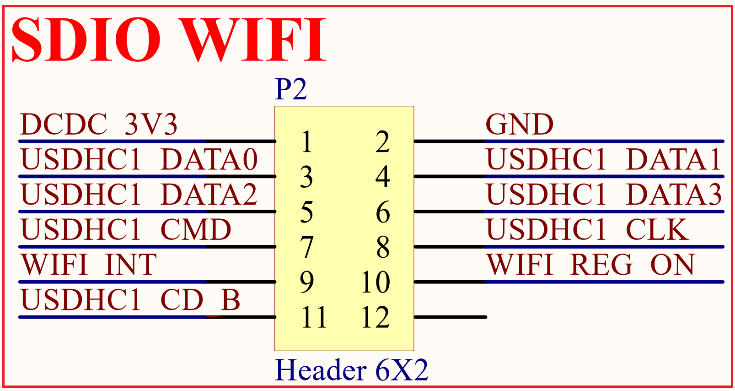 SDIO WIFI
P2
DCDC_3V3 1 2 GND
USDHC1_DATA0 3 4 USDHC1_DATA1
USDHC1_DATA2 5 6 USDHC1_DATA3
USDHC1_CMD 7 8 USDHC1_CLK
WIFI_INT 9 10 WIFI_REG_ON
USDHC1_CD_B 11 12
Header 6X2